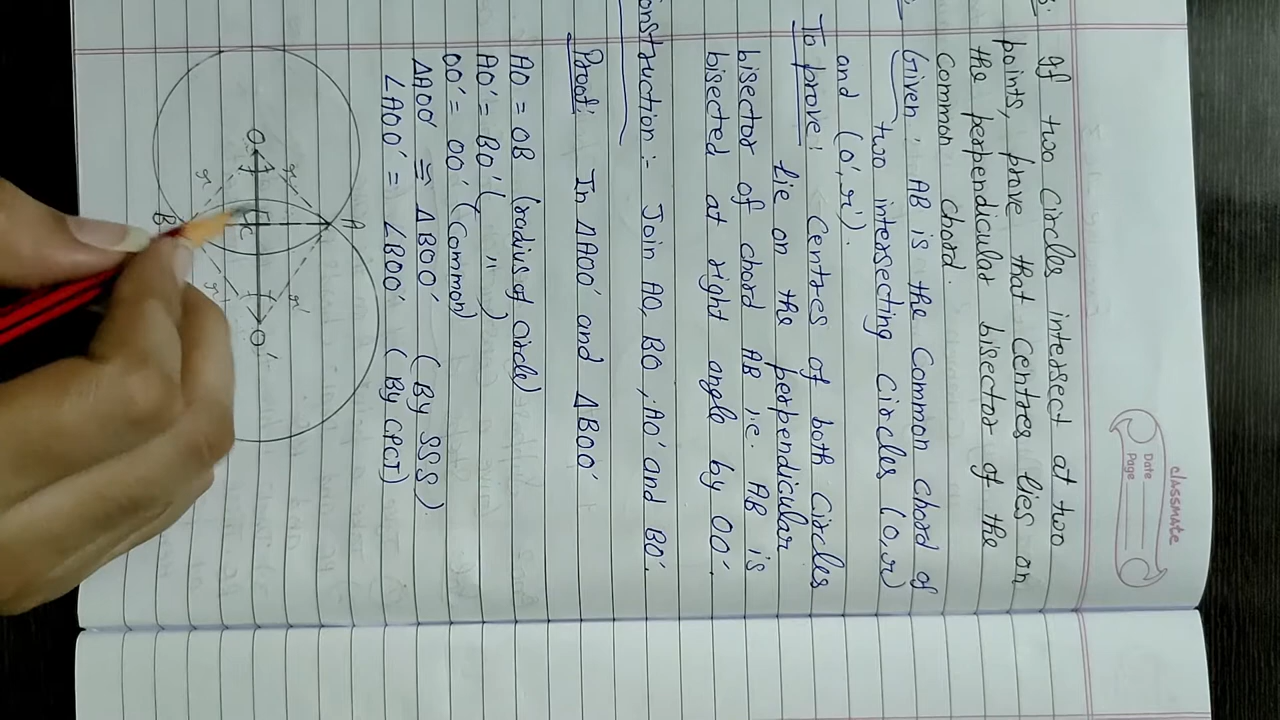 classmate
Date
Page
If two circles intersect at two
points, prove that centres lies on
the perpendicular bisector of the
common chord.
Given: AB is the common chord of
two intersecting circles (O,r)
and (O',r').
To prove: Centres of both circles
lie on the perpendicular
bisector of chord AB i.e. AB is
bisected at right angle by OO'.
onstruction:- Join AO, BO, AO' and BO'.
Proof: In ΔAOO' and ΔBOO'
AO = OB (radius of circle)
AO' = BO' ( " )
OO' = OO' (Common)
ΔAOO' ≅ ΔBOO' (By SSS).
∠AOO' = ∠BOO' (By CPCT)
A
r
r'
O
C
O'
r
r'
B